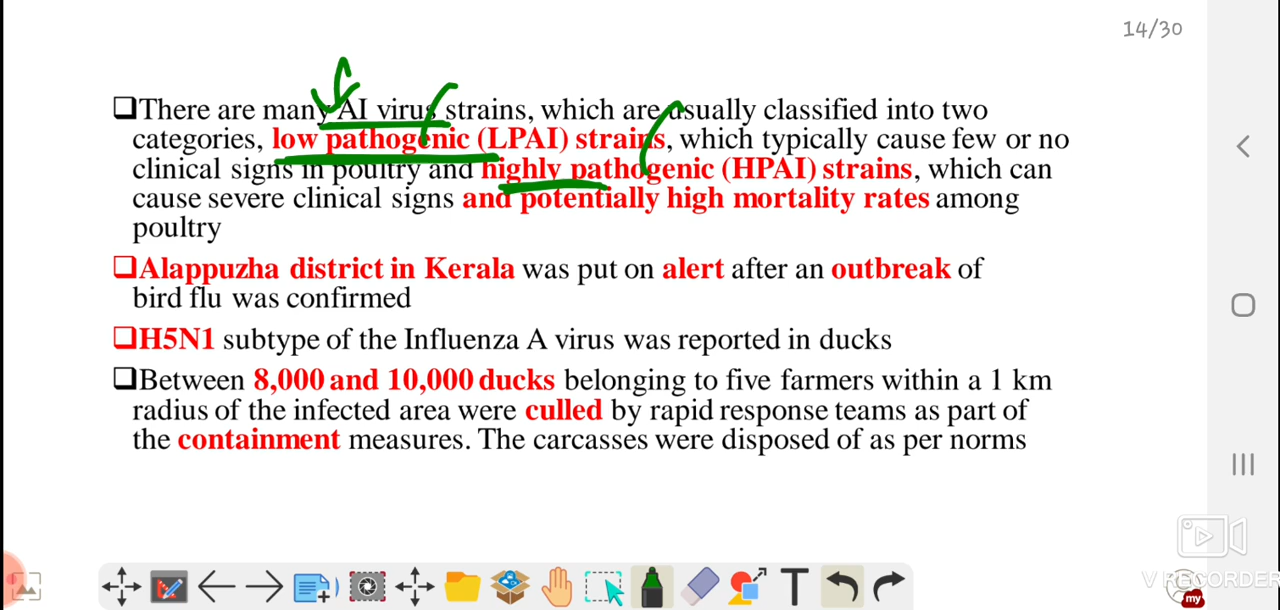 14/30
There are many AI virus strains, which are usually classified into two
categories, low pathogenic (LPAI) strains, which typically cause few or no
clinical signs in poultry and highly pathogenic (HPAI) strains, which can
cause severe clinical signs and potentially high mortality rates among
poultry
Alappuzha district in Kerala was put on alert after an outbreak of
bird flu was confirmed
H5N1 subtype of the Influenza A virus was reported in ducks
Between 8,000 and 10,000 ducks belonging to five farmers within a 1 km
radius of the infected area were culled by rapid response teams as part of
the containment measures. The carcasses were disposed of as per norms
V RECORDER
my